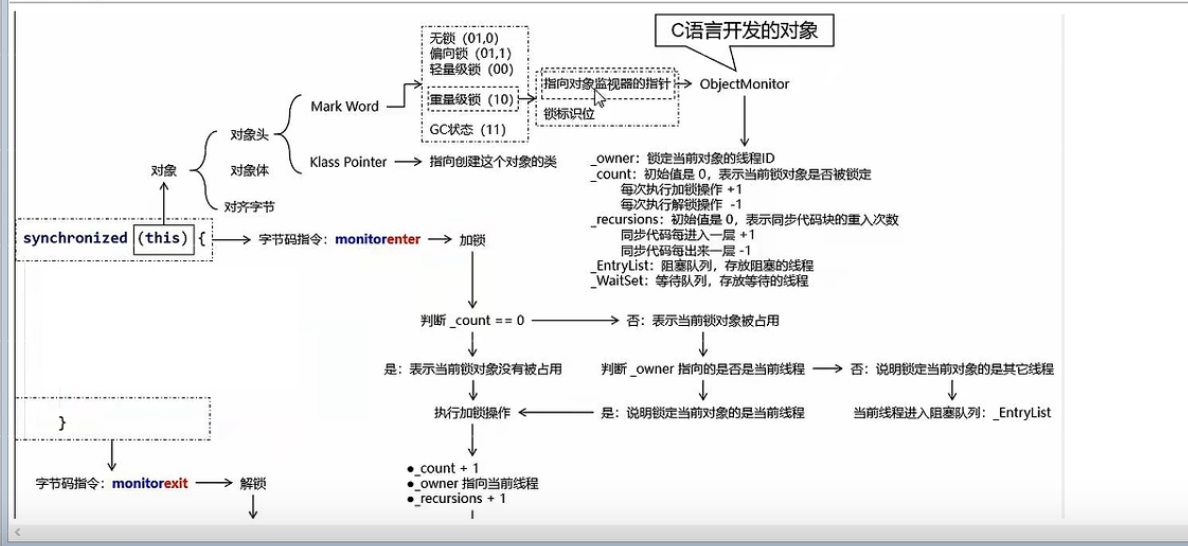 C语言开发的对象
无锁 (01,0)
偏向锁 (01,1)
轻量级锁 (00)
重量级锁 (10)
GC状态 (11)
指向对象监视器的指针
锁标识位
ObjectMonitor
Mark Word
对象头
Klass Pointer
指向创建这个对象的类
对象
对象体
对齐字节
_owner：锁定当前对象的线程ID
_count：初始值是 0，表示当前锁对象是否被锁定
每次执行加锁操作 +1
每次执行解锁操作 -1
_recursions：初始值是 0，表示同步代码块的重入次数
同步代码每进入一层 +1
同步代码每出来一层 -1
_EntryList：阻塞队列，存放阻塞的线程
_WaitSet：等待队列，存放等待的线程
synchronized (this) {
字节码指令：monitorenter
加锁
判断 _count == 0
否：表示当前锁对象被占用
是：表示当前锁对象没有被占用
判断 _owner 指向的是否是当前线程
否：说明锁定当前对象的是其它线程
执行加锁操作
是：说明锁定当前对象的是当前线程
当前线程进入阻塞队列：_EntryList
}
●_count + 1
●_owner 指向当前线程
●_recursions + 1
字节码指令：monitorexit
解锁